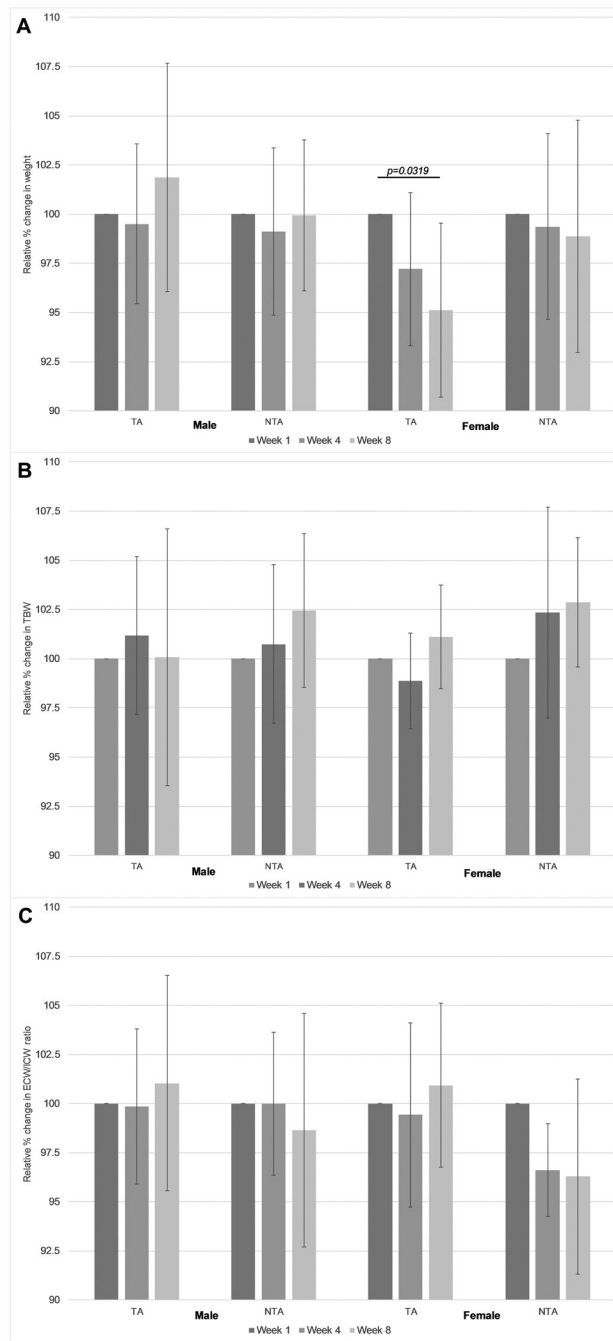 A
110
107.5
105
102.5
100
97.5
95
92.5
90
Relative % change in weight
p=0.0319
TA Male NTA TA Female NTA
Week 1 Week 4 Week 8
B
110
107.5
105
102.5
100
97.5
95
92.5
90
Relative % change in TBW
TA Male NTA TA Female NTA
Week 1 Week 4 Week 8
C
110
107.5
105
102.5
100
97.5
95
92.5
90
Relative % change in ECW/ICW ratio
TA Male NTA TA Female NTA
Week 1 Week 4 Week 8